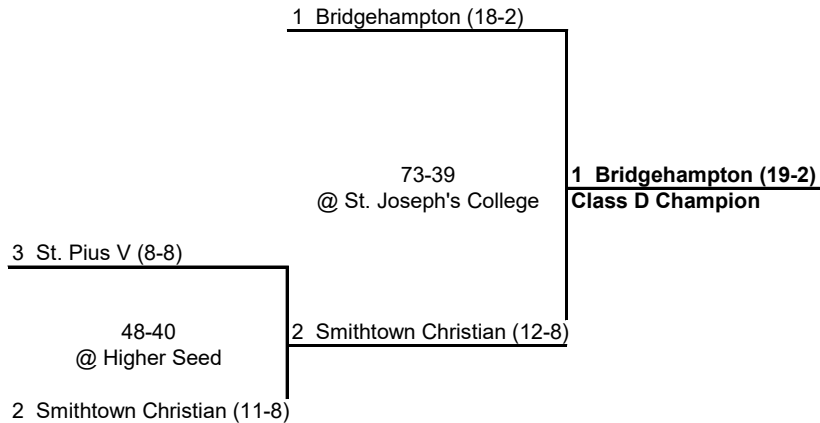 1 Bridgehampton (18-2)
73-39
@ St. Joseph's College
1 Bridgehampton (19-2)
Class D Champion
3 St. Pius V (8-8)
48-40
@ Higher Seed
2 Smithtown Christian (12-8)
2 Smithtown Christian (11-8)